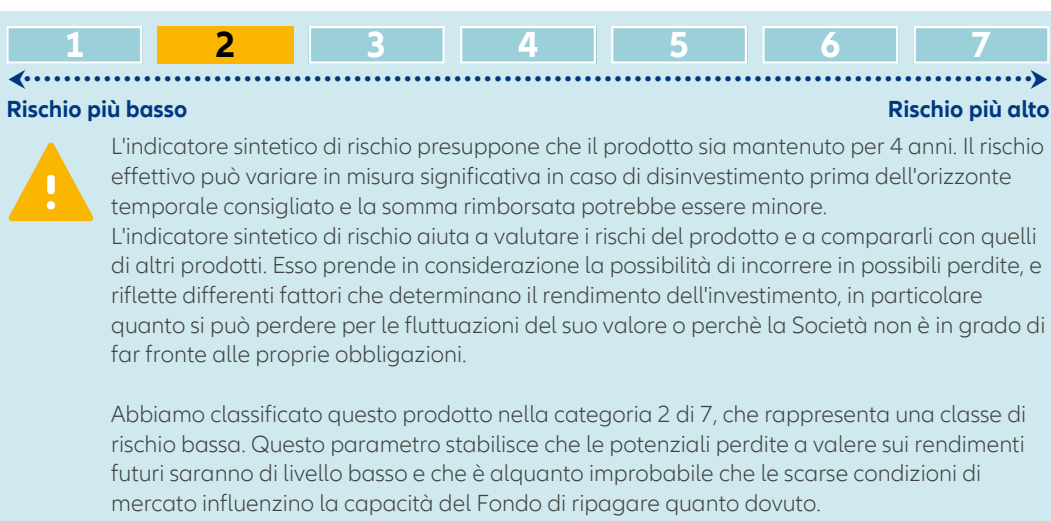 1 2 3 4 5 6 7
Rischio più basso Rischio più alto
L'indicatore sintetico di rischio presuppone che il prodotto sia mantenuto per 4 anni. Il rischio
effettivo può variare in misura significativa in caso di disinvestimento prima dell'orizzonte
temporale consigliato e la somma rimborsata potrebbe essere minore.
L'indicatore sintetico di rischio aiuta a valutare i rischi del prodotto e a compararli con quelli
di altri prodotti. Esso prende in considerazione la possibilità di incorrere in possibili perdite, e
riflette differenti fattori che determinano il rendimento dell'investimento, in particolare
quanto si può perdere per le fluttuazioni del suo valore o perchè la Società non è in grado di
far fronte alle proprie obbligazioni.
Abbiamo classificato questo prodotto nella categoria 2 di 7, che rappresenta una classe di
rischio bassa. Questo parametro stabilisce che le potenziali perdite a valere sui rendimenti
futuri saranno di livello basso e che è alquanto improbabile che le scarse condizioni di
mercato influenzino la capacità del Fondo di ripagare quanto dovuto.